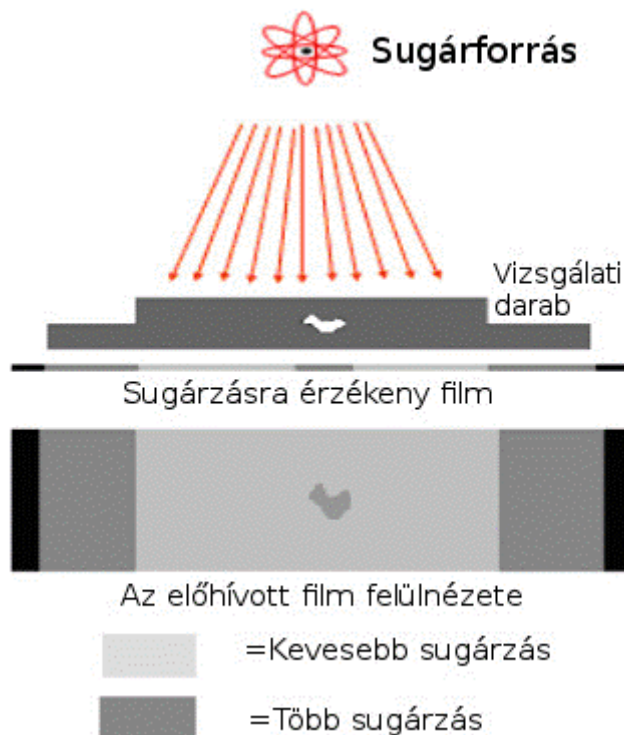 Sugárforrás
Vizsgálati
darab
Sugárzásra érzékeny film
Az előhívott film felülnézete
=Kevesebb sugárzás
=Több sugárzás